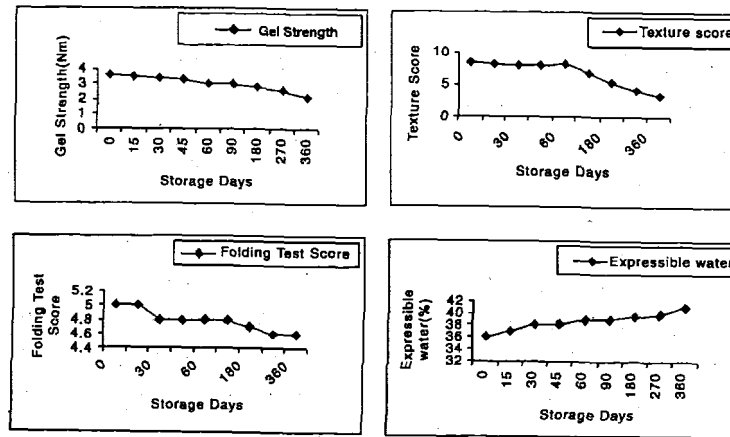 Gel Strength
Gel Strength(Nm)
4
3
2
1
0
0 15 30 45 60 90 180 270 360
Storage Days
Texture score
Texture Score
10
5
0
0 30 60 180 360
Storage Days
Folding Test Score
Folding Test
Score
5.2
5
4.8
4.6
4.4
0 30 60 180 360
Storage Days
Expressible water
Expressible
water(%)
42
40
38
36
34
32
0 15 30 45 60 90 180 270 360
Storage Days